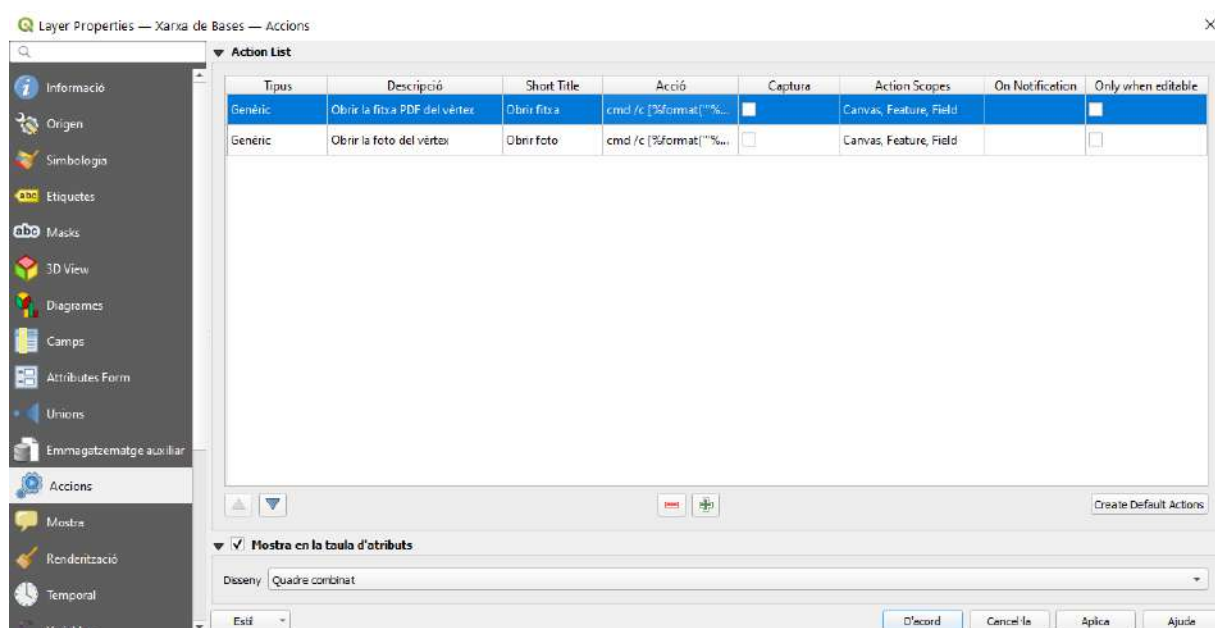 Layer Properties — Xarxa de Bases — Accions
Informació
Origen
Simbologia
Etiquetes
Masks
3D View
Diagrames
Camps
Attributes Form
Unions
Emmagatzematge auxiliar
Accions
Mostra
Renderització
Temporal
Action List
Tipus Descripció Short Title Acció Captura Action Scopes On Notification Only when editable
Genèric Obrir la fitxa PDF del vèrtex Obrir fitxa cmd /c [%format('"%... Canvas, Feature, Field
Genèric Obrir la foto del vèrtex Obrir foto cmd /c [%format('"%... Canvas, Feature, Field
Create Default Actions
Mostra en la taula d'atributs
Disseny Quadre combinat
Estil D'acord Cancel·la Aplica Ajuda